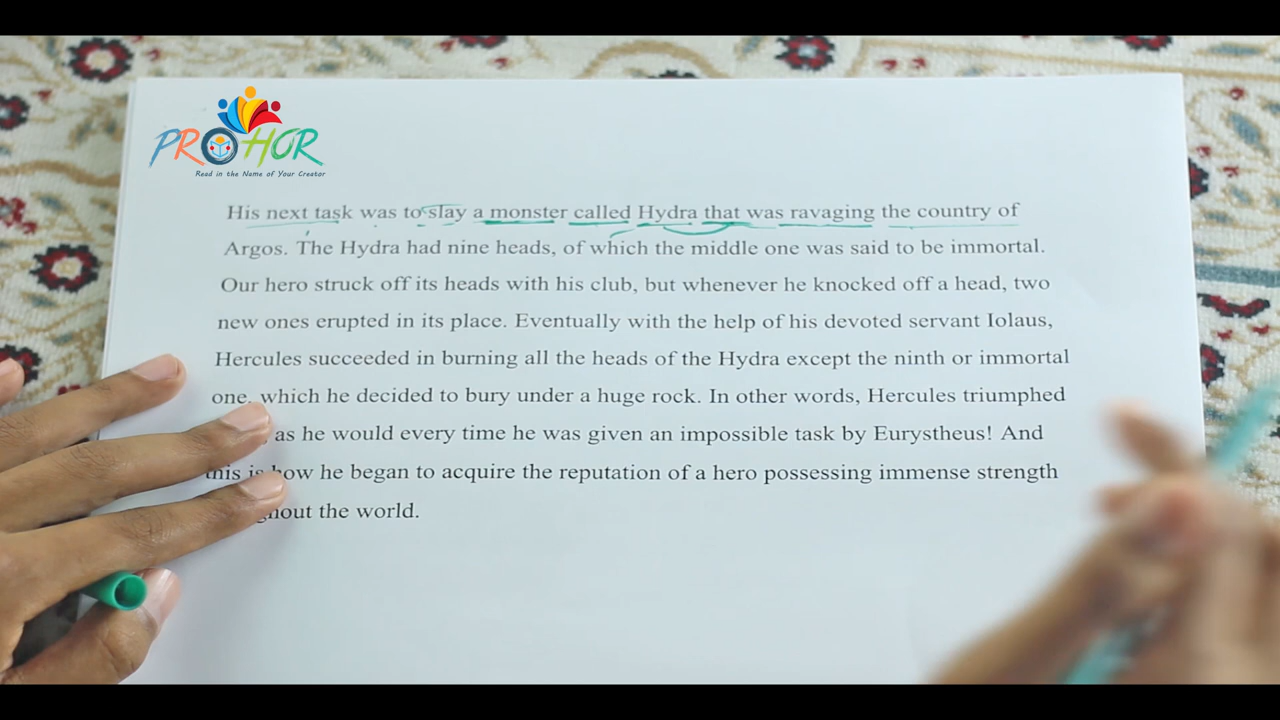 PROHOR
Read in the Name of Your Creator
His next task was to slay a monster called Hydra that was ravaging the country of
Argos. The Hydra had nine heads, of which the middle one was said to be immortal.
Our hero struck off its heads with his club, but whenever he knocked off a head, two
new ones erupted in its place. Eventually with the help of his devoted servant Iolaus,
Hercules succeeded in burning all the heads of the Hydra except the ninth or immortal
one, which he decided to bury under a huge rock. In other words, Hercules triumphed
as he would every time he was given an impossible task by Eurystheus! And
this is how he began to acquire the reputation of a hero possessing immense strength
the world.